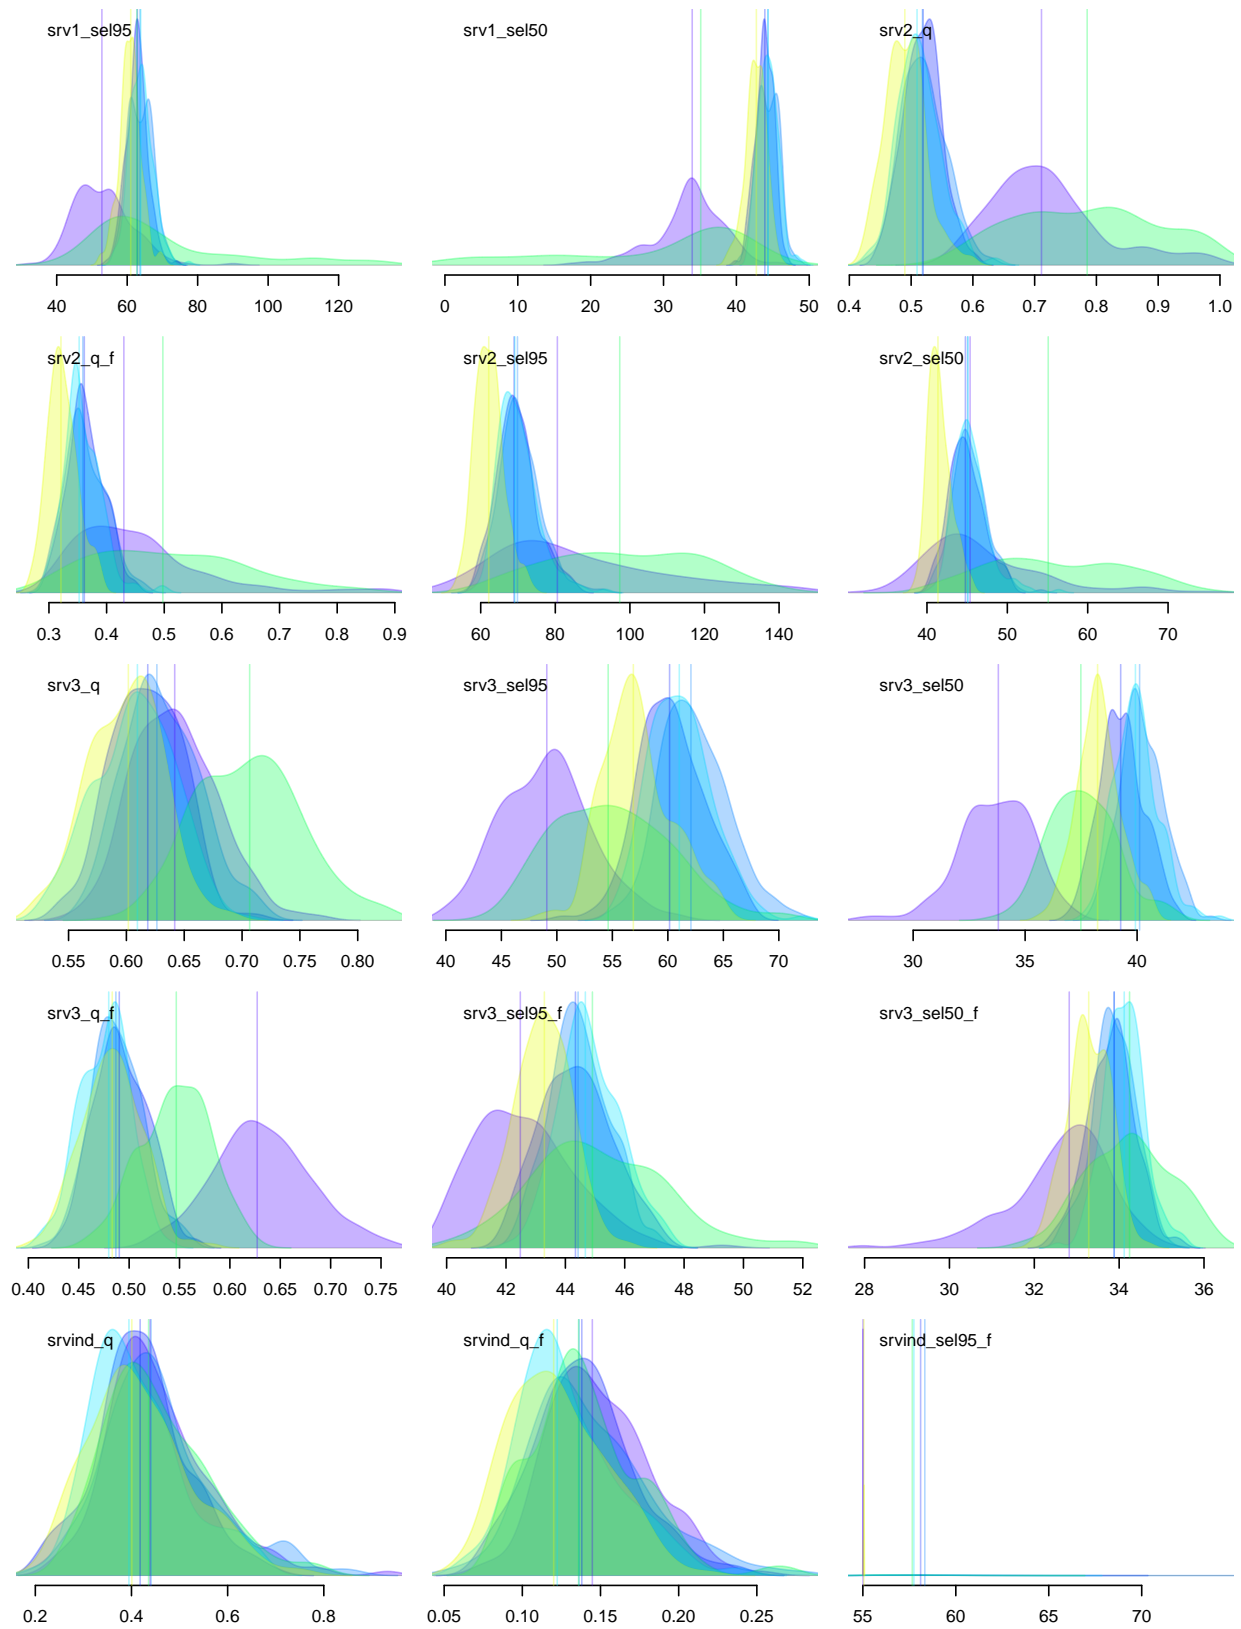 srv1_sel95 srv1_sel50 srv2_q
40 60 80 100 120 0 10 20 30 40 50 0.4 0.5 0.6 0.7 0.8 0.9 1.0
srv2_q_f srv2_sel95 srv2_sel50
0.3 0.4 0.5 0.6 0.7 0.8 0.9 60 80 100 120 140 40 50 60 70
srv3_q srv3_sel95 srv3_sel50
0.55 0.60 0.65 0.70 0.75 0.80 40 45 50 55 60 65 70 30 35 40
srv3_q_f srv3_sel95_f srv3_sel50_f
0.40 0.45 0.50 0.55 0.60 0.65 0.70 0.75 40 42 44 46 48 50 52 28 30 32 34 36
srvind_q srvind_q_f srvind_sel95_f
0.2 0.4 0.6 0.8 0.05 0.10 0.15 0.20 0.25 55 60 65 70